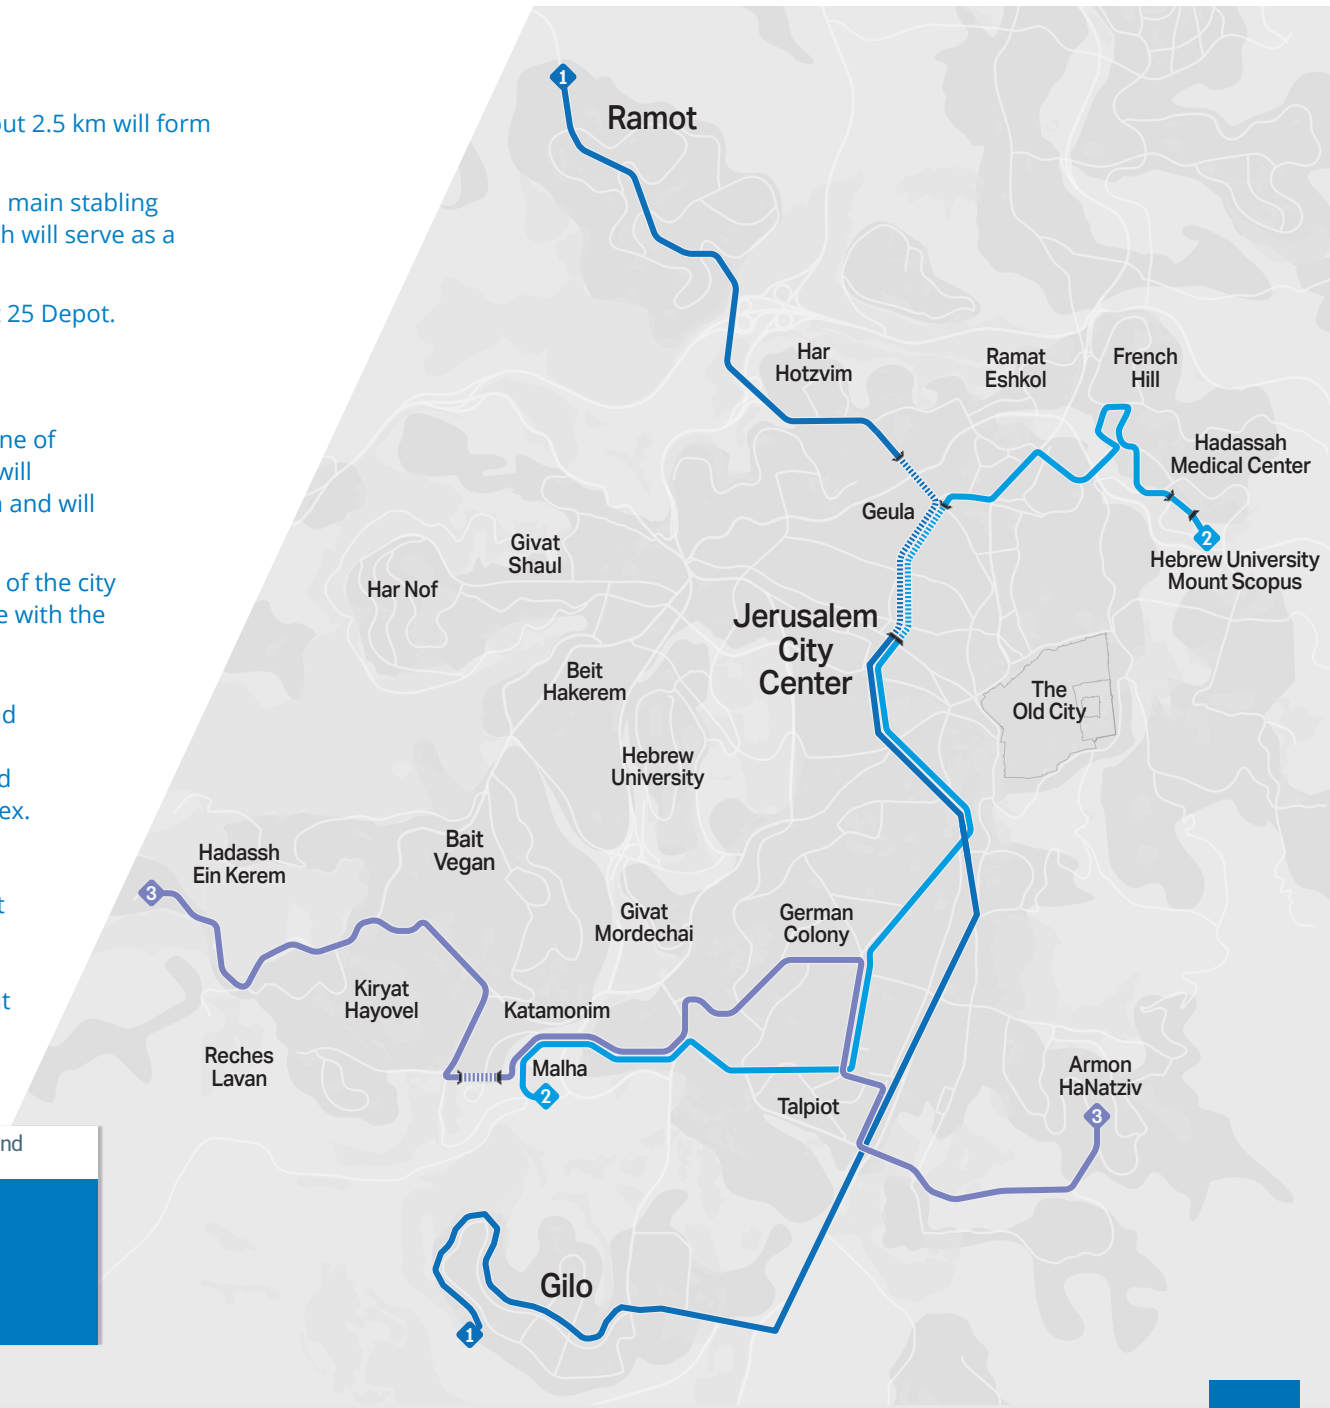 out 2.5 km will form
main stabling
h will serve as a
25 Depot.
ne of
will
and will
of the city
e with the
d
d
ex.
t
t
nd
1
Ramot
Har
Hotzvim
Ramat
Eshkol
French
Hill
Hadassah
Medical Center
Geula
2
Hebrew University
Mount Scopus
Givat
Shaul
Har Nof
Jerusalem
City
Center
Beit
Hakerem
The
Old City
Hebrew
University
Bait
Vegan
Hadassh
Ein Kerem
3
Givat
Mordechai
German
Colony
Kiryat
Hayovel
Katamonim
Reches
Lavan
Malha
2
Talpiot
Armon
HaNatziv
3
Gilo
1